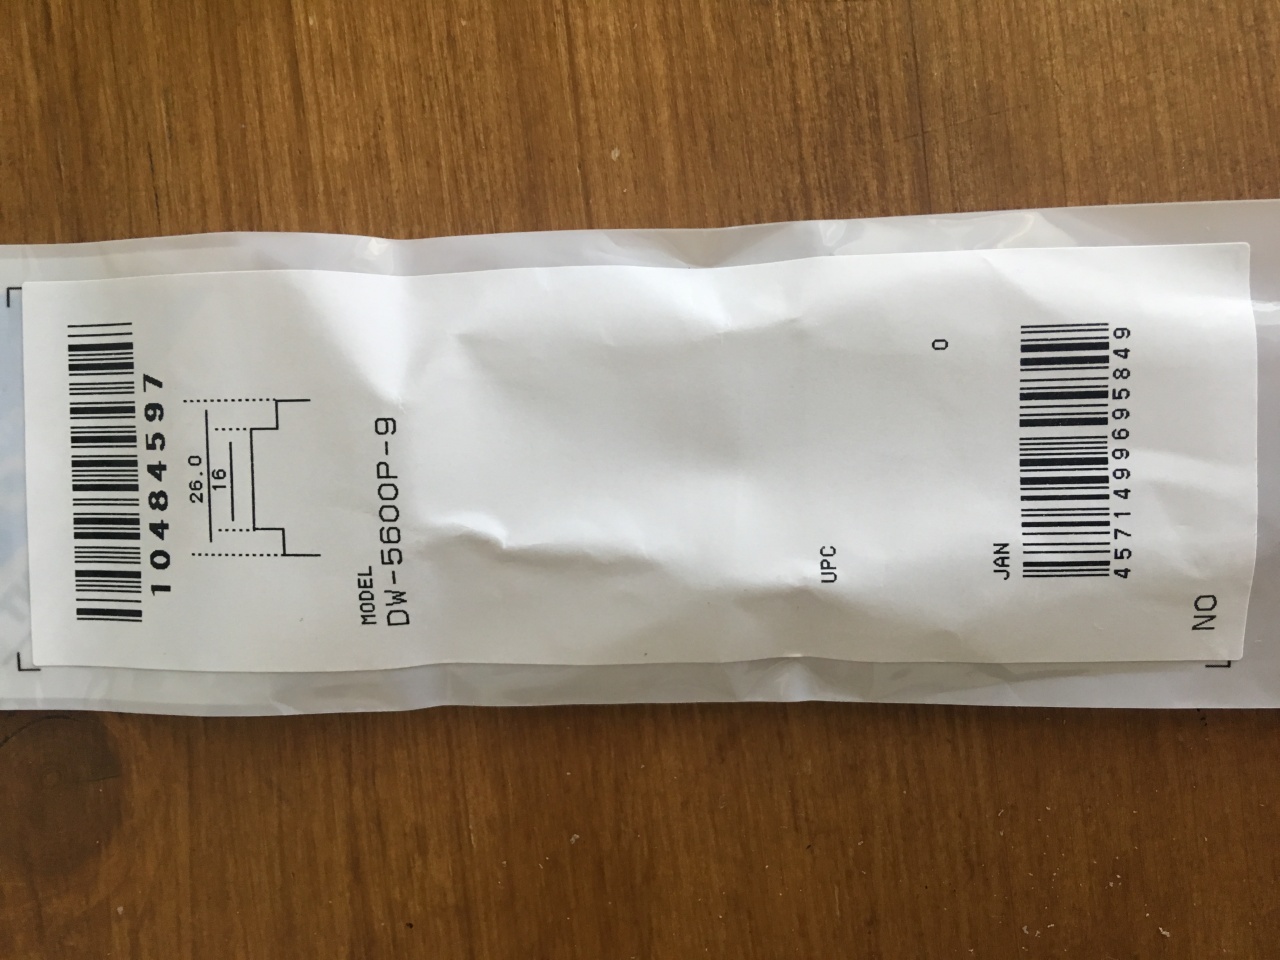 10484597
26.0
16
MODEL
DW-5600P-9
UPC
0
JAN
4571499695849
NO